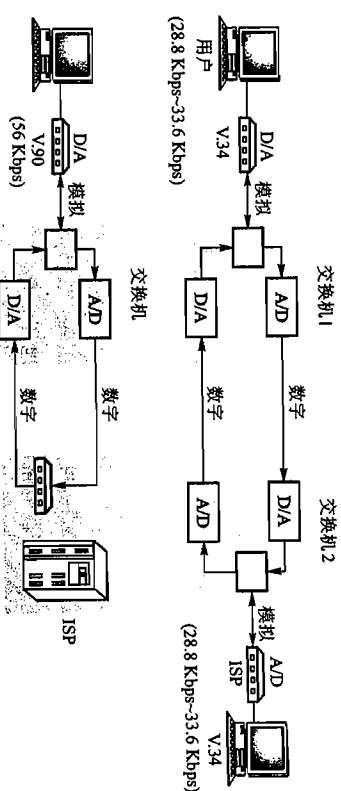 交换机1
交换机2
A/D
数字
D/A
D/A
V.34
模拟
模拟
A/D
ISP
V.34
用户
(28.8 Kbps~33.6 Kbps)
D/A
数字
A/D
(28.8 Kbps~33.6 Kbps)
交换机
A/D
数字
ISP
D/A
V.90
(56 Kbps)
模拟
D/A
数字